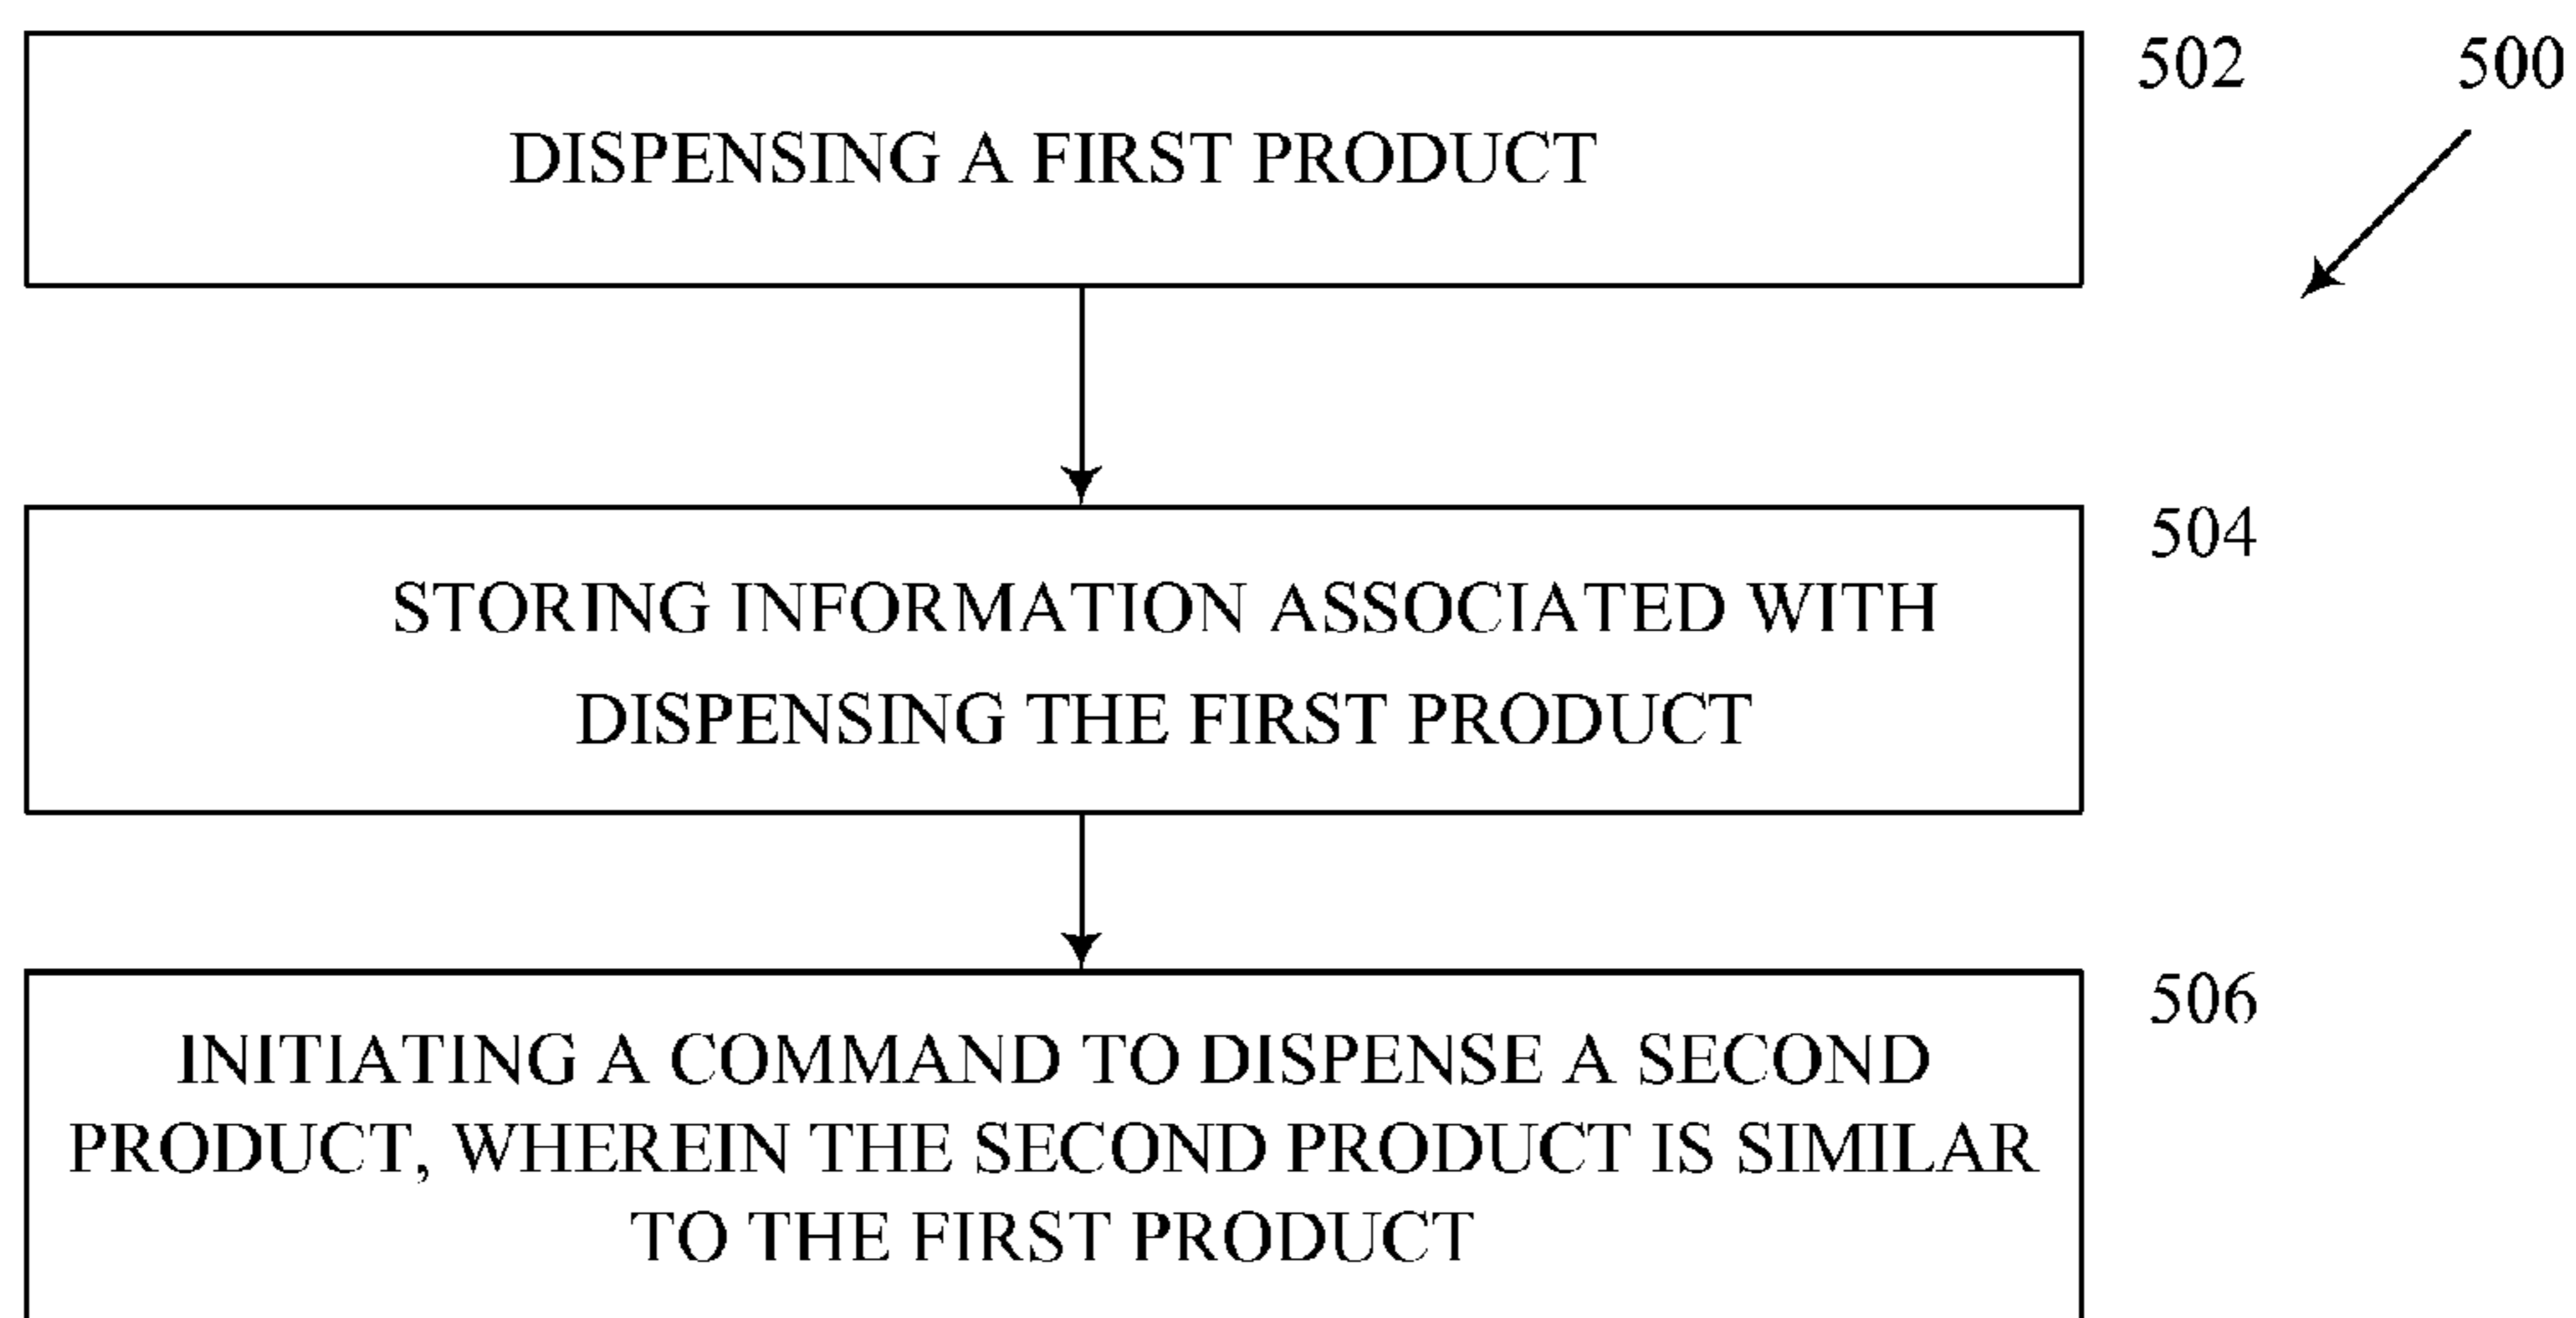 502
500
DISPENSING A FIRST PRODUCT
504
STORING INFORMATION ASSOCIATED WITH
DISPENSING THE FIRST PRODUCT
506
INITIATING A COMMAND TO DISPENSE A SECOND
PRODUCT, WHEREIN THE SECOND PRODUCT IS SIMILAR
TO THE FIRST PRODUCT